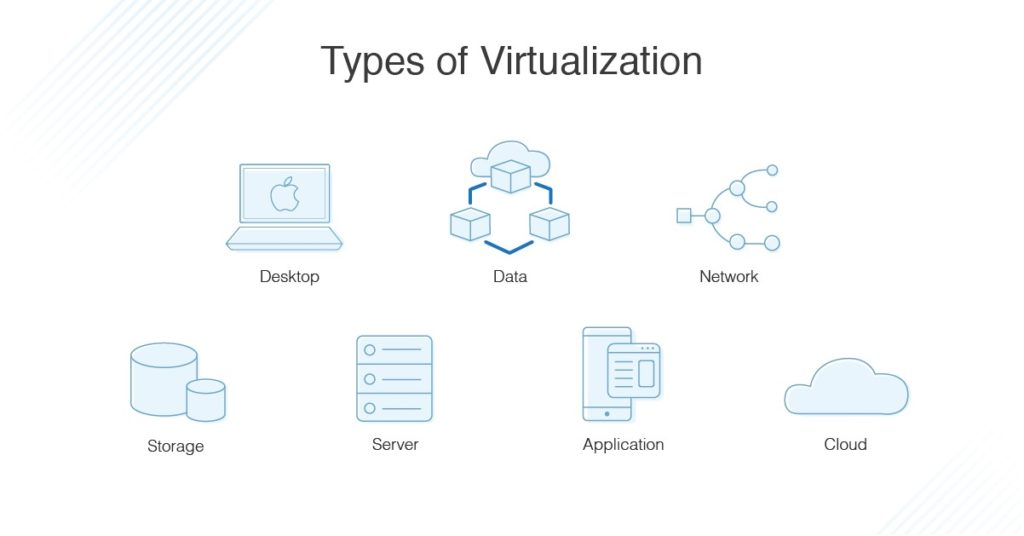 Types of Virtualization
Desktop
Data
Network
Storage
Server
Application
Cloud